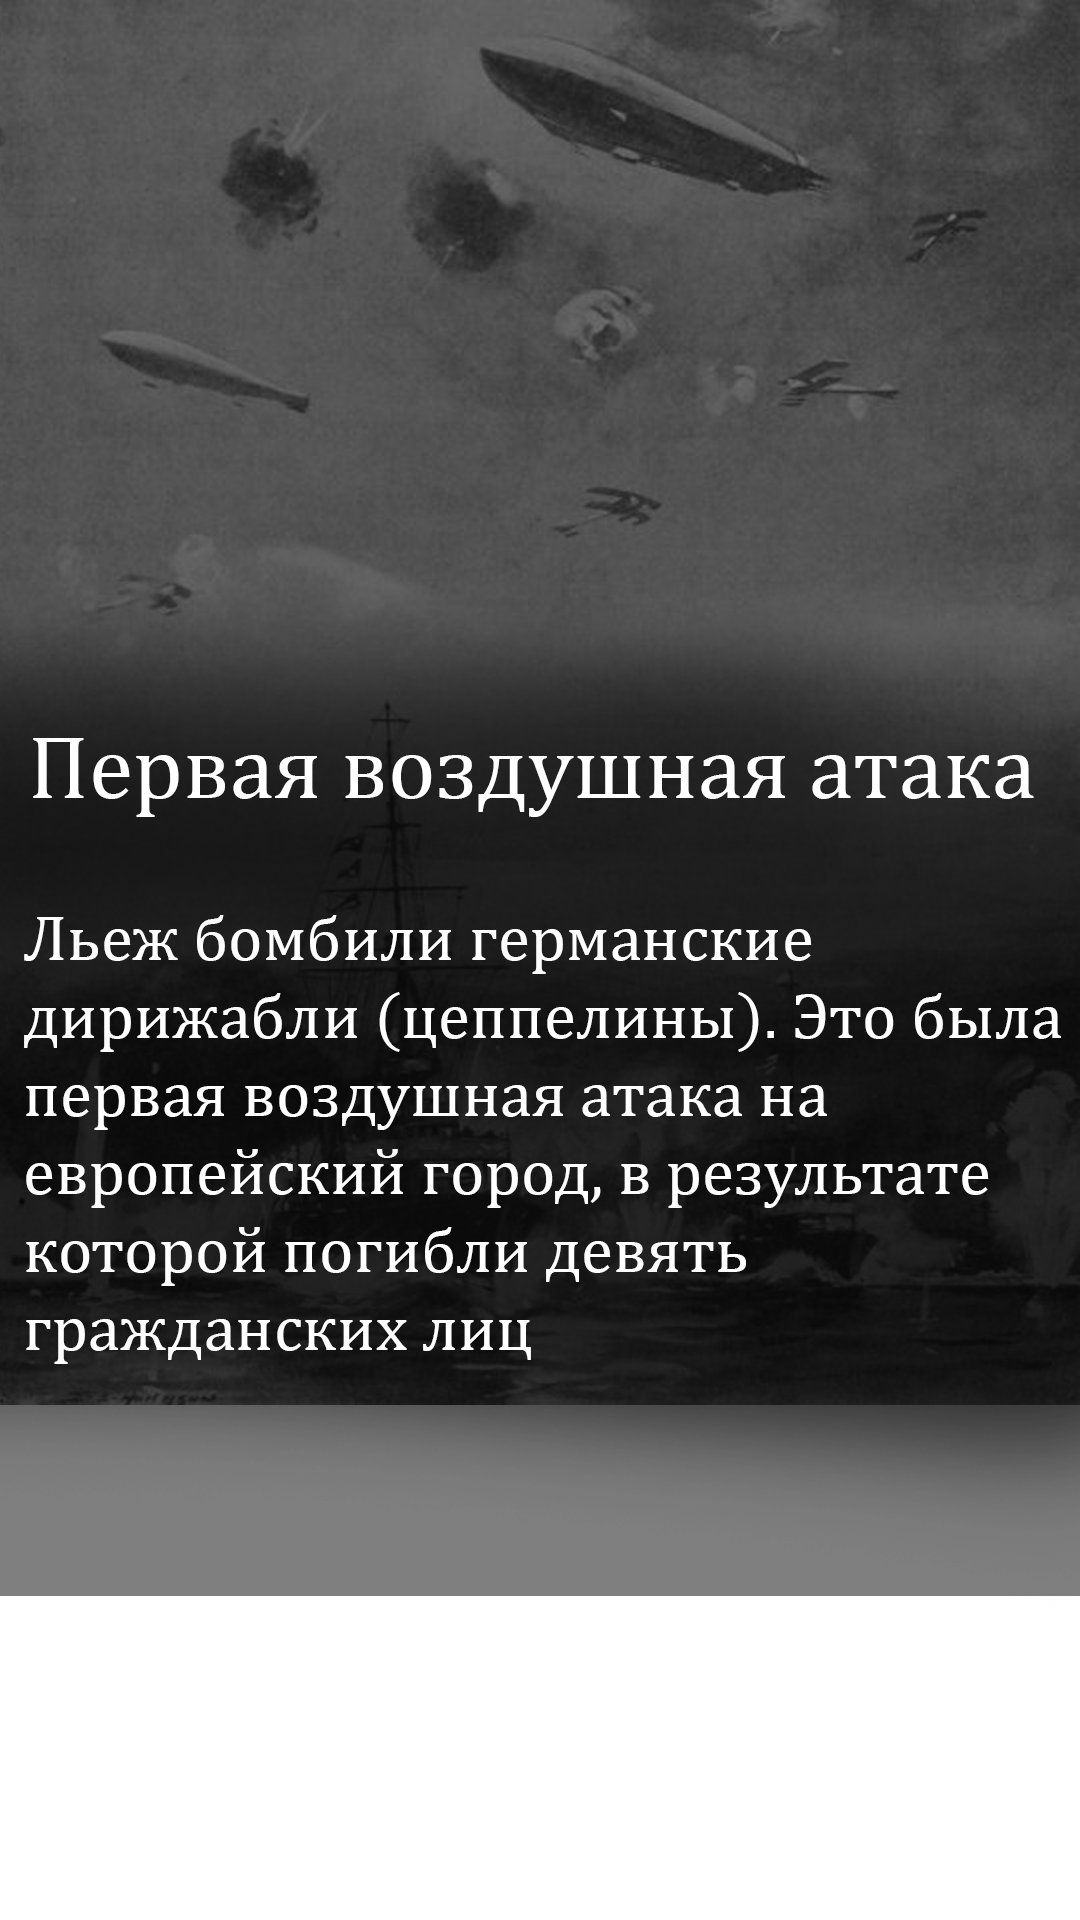 Первая воздушная атака
Льеж бомбили германские
дирижабли (цеппелины). Это была
первая воздушная атака на
европейский город, в результате
которой погибли девять
гражданских лиц